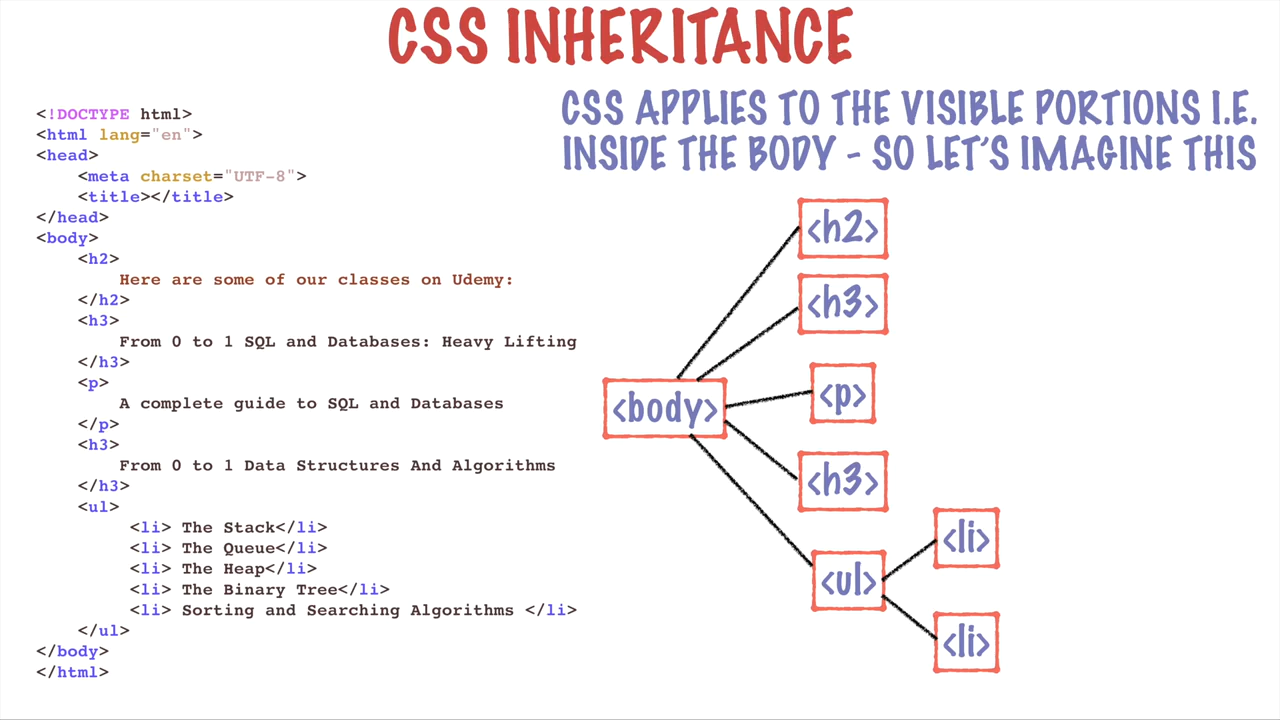 CSS INHERITANCE
CSS APPLIES TO THE VISIBLE PORTIONS I.E.
INSIDE THE BODY - SO LET'S IMAGINE THIS
<!DOCTYPE html>
<html lang="en">
<head>
    <meta charset="UTF-8">
    <title></title>
</head>
<body>
    <h2>
        Here are some of our classes on Udemy:
    </h2>
    <h3>
        From 0 to 1 SQL and Databases: Heavy Lifting
    </h3>
    <p>
        A complete guide to SQL and Databases
    </p>
    <h3>
        From 0 to 1 Data Structures And Algorithms
    </h3>
    <ul>
         <li> The Stack</li>
         <li> The Queue</li>
         <li> The Heap</li>
         <li> The Binary Tree</li>
         <li> Sorting and Searching Algorithms </li>
    </ul>
</body>
</html>
<body>
<h2>
<h3>
<p>
<h3>
<ul>
<li>
<li>